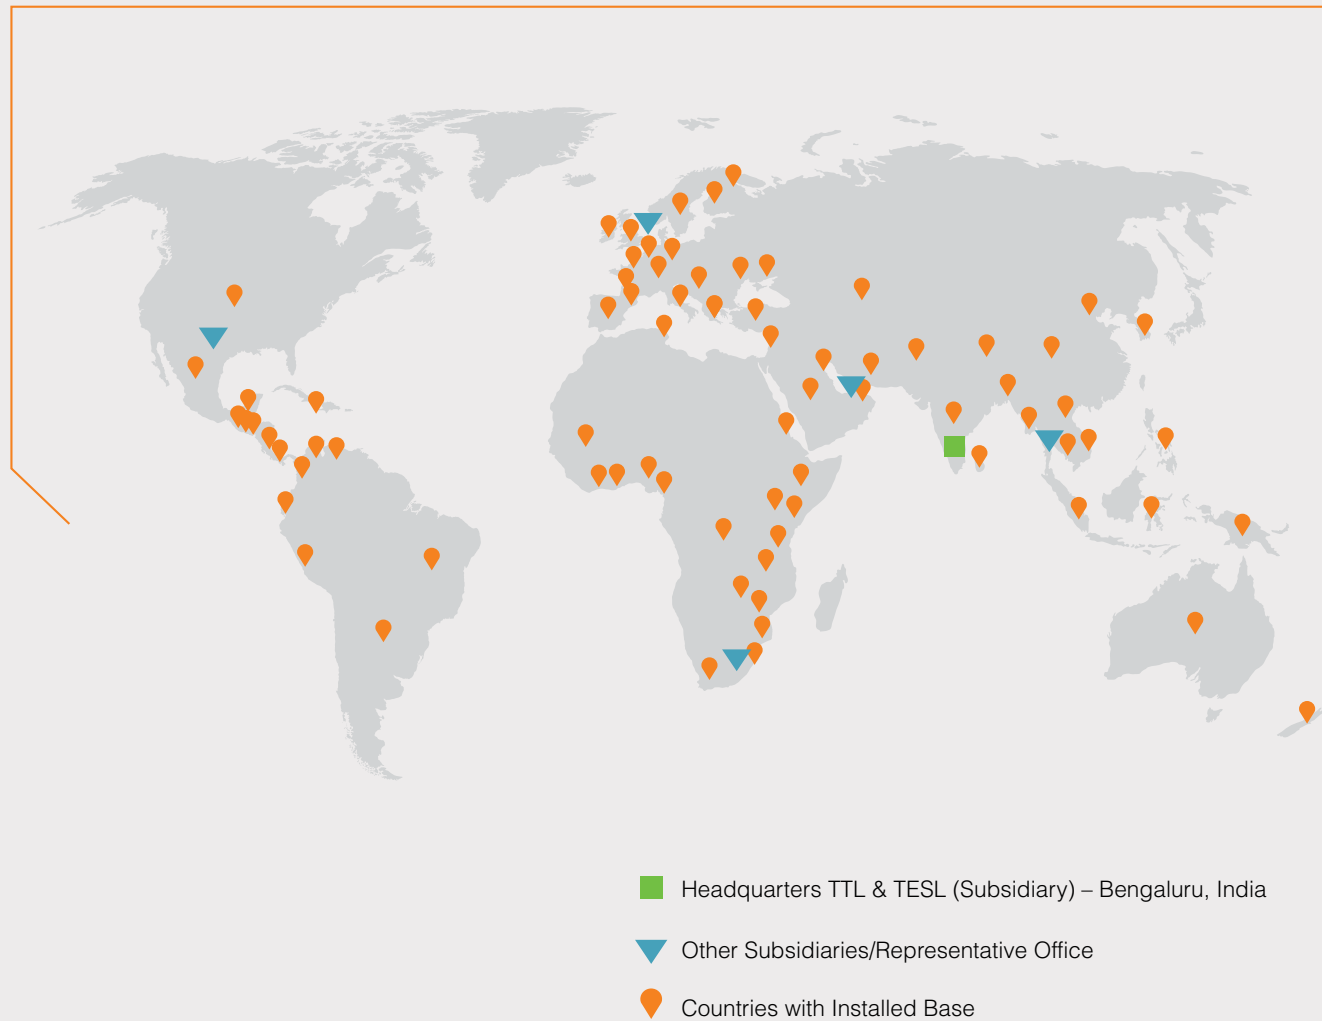 Headquarters TTL & TESL (Subsidiary) – Bengaluru, India
Other Subsidiaries/Representative Office
Countries with Installed Base